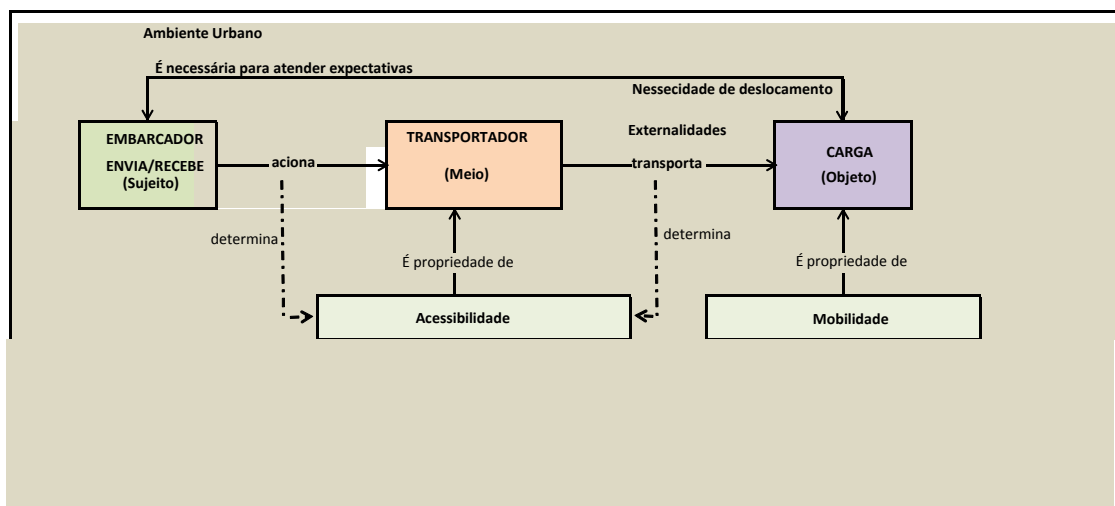 Ambiente Urbano
É necessária para atender expectativas
Nessecidade de deslocamento
EMBARCADOR
ENVIA/RECEBE
(Sujeito)
aciona
TRANSPORTADOR
(Meio)
Externalidades
transporta
CARGA
(Objeto)
determina
É propriedade de
determina
É propriedade de
Acessibilidade
Mobilidade